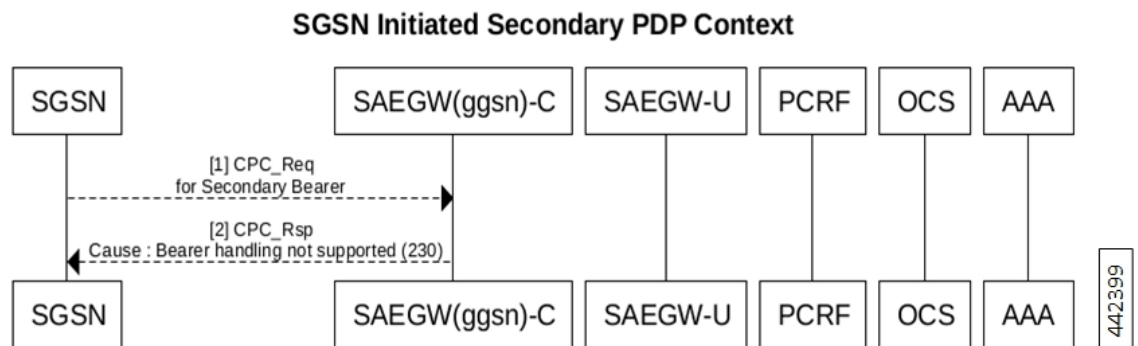 SGSN Initiated Secondary PDP Context
SGSN
SAEGW(ggsn)-C
SAEGW-U
PCRF
OCS
AAA
[1] CPC_Req
for Secondary Bearer
[2] CPC_Rsp
Cause : Bearer handling not supported (230)
SGSN
SAEGW(ggsn)-C
SAEGW-U
PCRF
OCS
AAA
442399